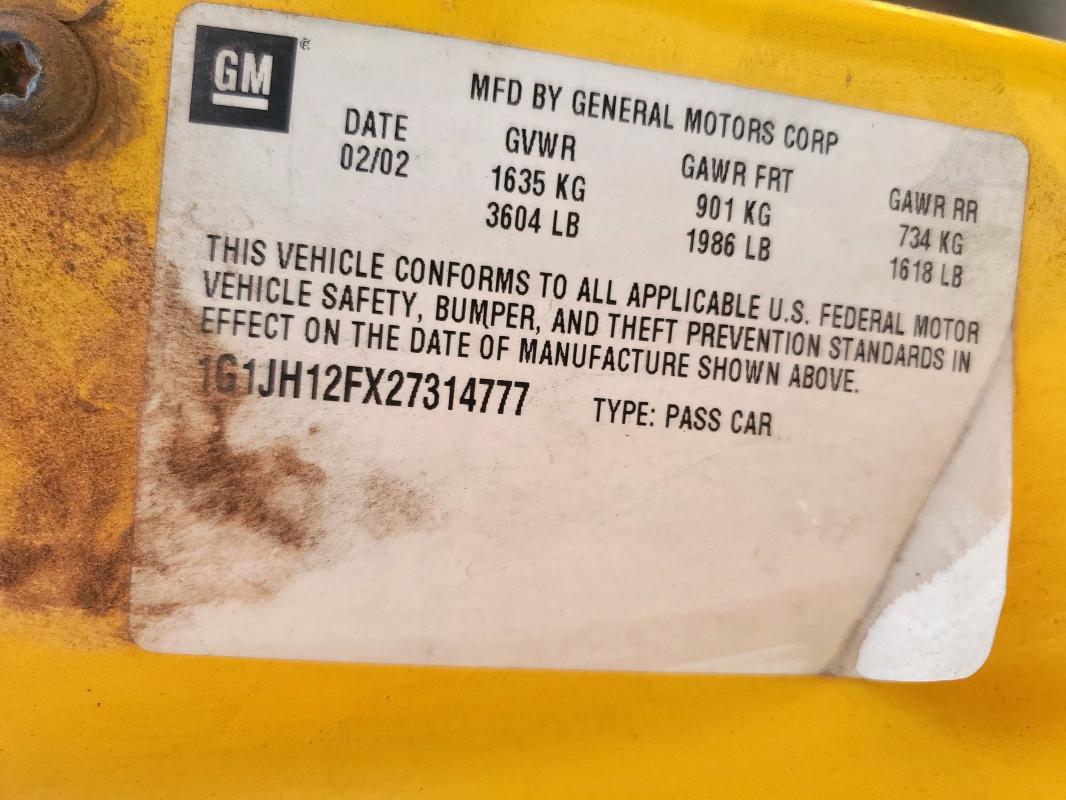 GM
MFD BY GENERAL MOTORS CORP
DATE GVWR GAWR FRT GAWR RR
02/02 1635 KG 901 KG 734 KG
3604 LB 1986 LB 1618 LB
THIS VEHICLE CONFORMS TO ALL APPLICABLE U.S. FEDERAL MOTOR
VEHICLE SAFETY, BUMPER, AND THEFT PREVENTION STANDARDS IN
EFFECT ON THE DATE OF MANUFACTURE SHOWN ABOVE.
1G1JH12FX27314777 TYPE: PASS CAR